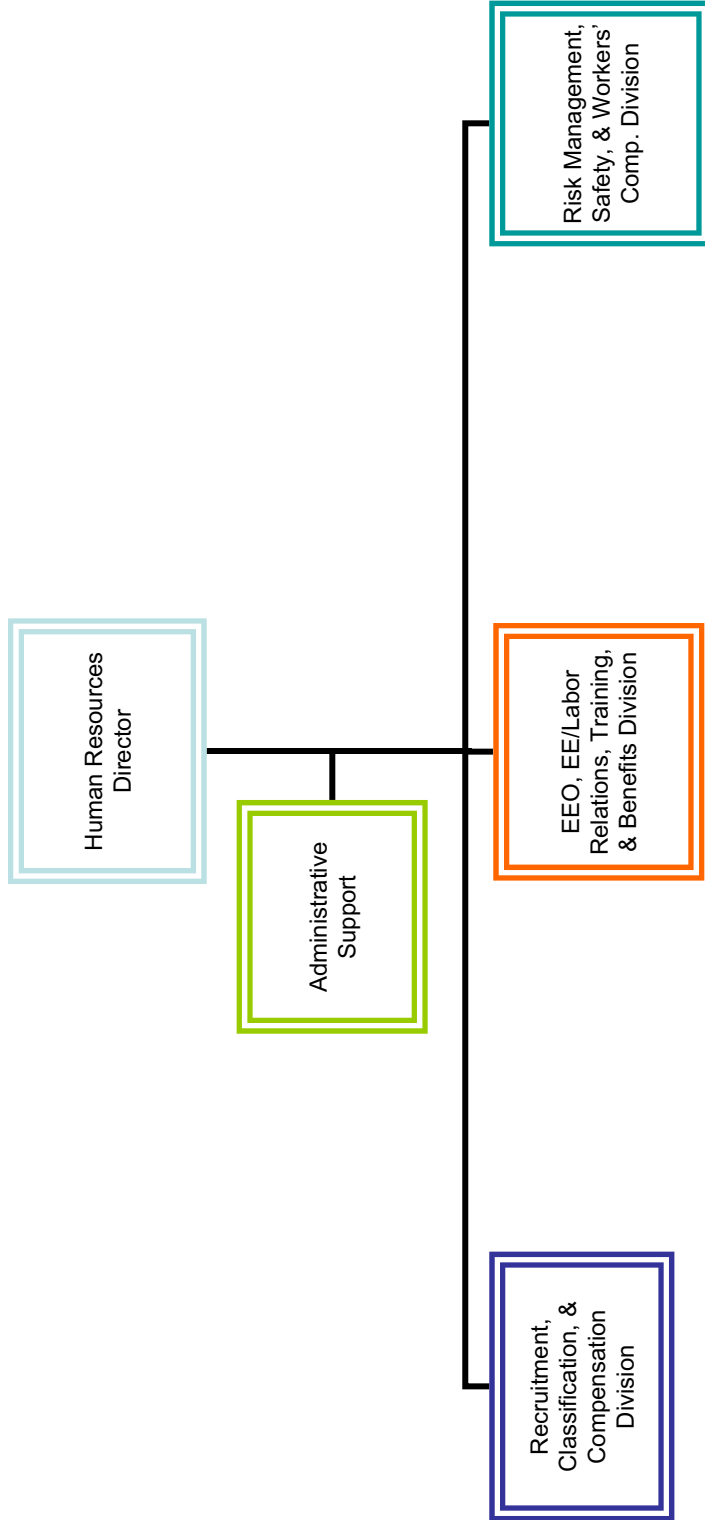 Human Resources
Director
Administrative
Support
Recruitment,
Classification, &
Compensation
Division
EEO, EE/Labor
Relations, Training,
& Benefits Division
Risk Management,
Safety, & Workers’
Comp. Division